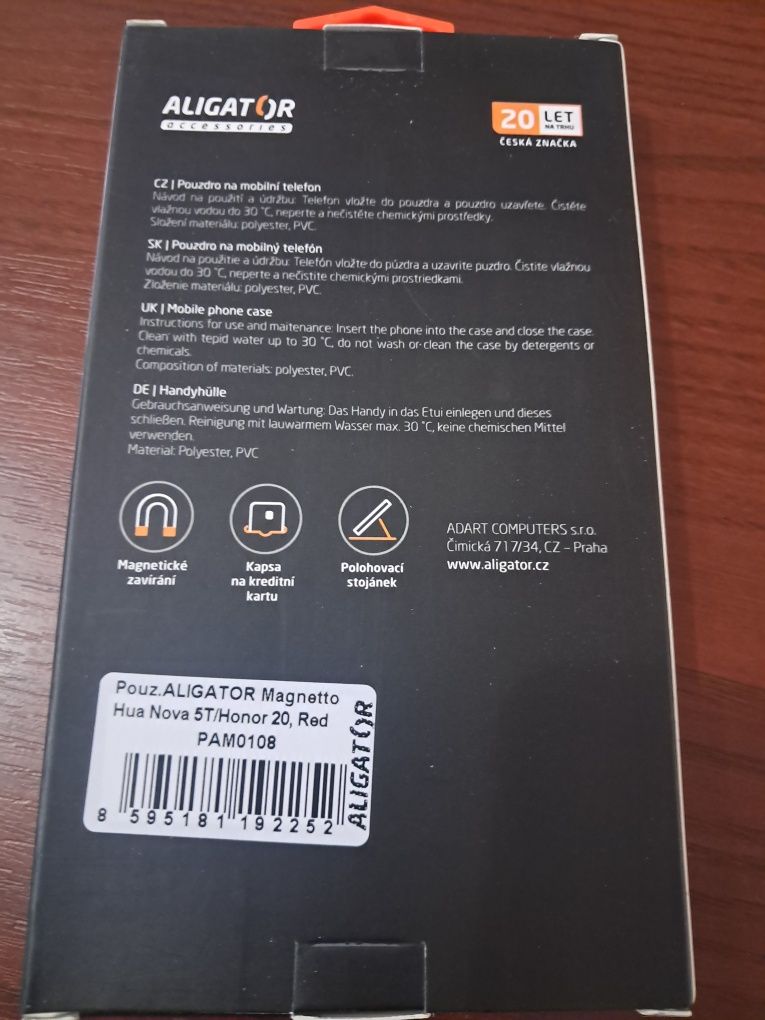 ALIGATOR
accessories
20 LET
NA TRHU
ČESKÁ ZNAČKA
CZ | Pouzdro na mobilní telefon
Návod na použití a údržbu: Telefon vložte do pouzdra a pouzdro uzavřete. Čistěte
vlažnou vodou do 30 °C, neperte a nečistěte chemickými prostředky.
Složení materiálu: polyester, PVC.
SK | Pouzdro na mobilný telefón
Návod na použitie a údržbu: Telefón vložte do púzdra a uzavrite puzdro. Čistite vlažnou
vodou do 30 °C, neperte a nečistite chemickými prostriedkami.
Zloženie materiálu: polyester, PVC.
UK | Mobile phone case
Instructions for use and maitenance: Insert the phone into the case and close the case.
Clean with tepid water up to 30 °C, do not wash or clean the case by detergents or
chemicals.
Composition of materials: polyester, PVC.
DE | Handyhülle
Gebrauchsanweisung und Wartung: Das Handy in das Etui einlegen und dieses
schließen. Reinigung mit lauwarmem Wasser max. 30 °C, keine chemischen Mittel
verwenden.
Material: Polyester, PVC
Magnetické
zavírání
Kapsa
na kreditní
kartu
Polohovací
stojánek
ADART COMPUTERS s.r.o.
Čimická 717/34, CZ – Praha
www.aligator.cz
Pouz.ALIGATOR Magnetto
Hua Nova 5T/Honor 20, Red
PAM0108
8 595181 192252
ALIGATOR